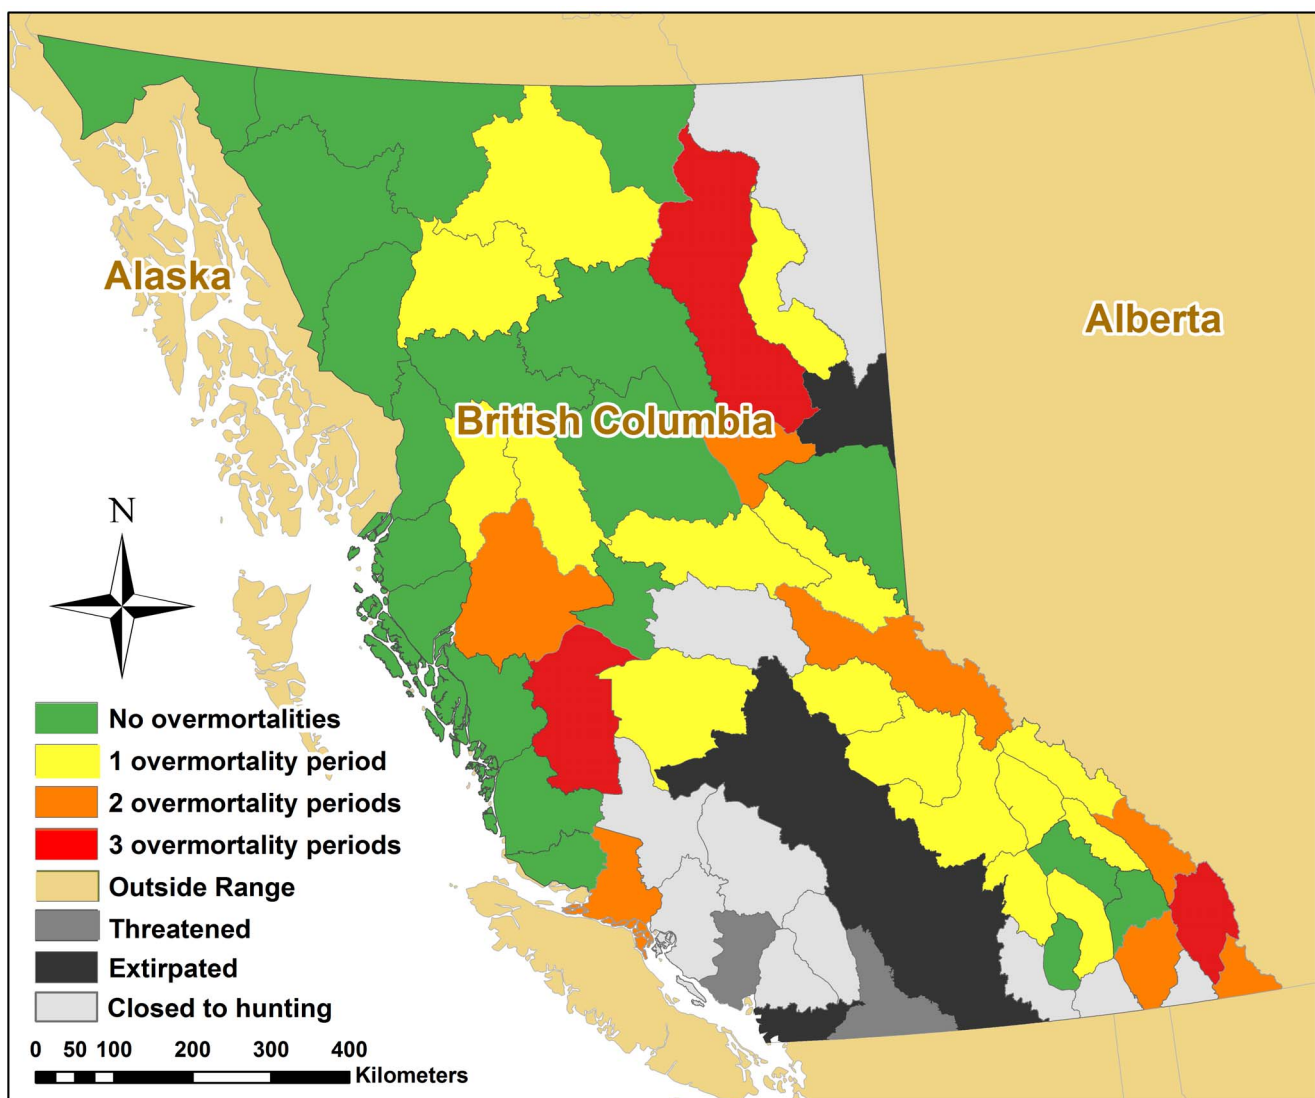 Alaska
Alberta
British Columbia
N
No overmortalities
1 overmortality period
2 overmortality periods
3 overmortality periods
Outside Range
Threatened
Extirpated
Closed to hunting
0 50 100 200 300 400
Kilometers